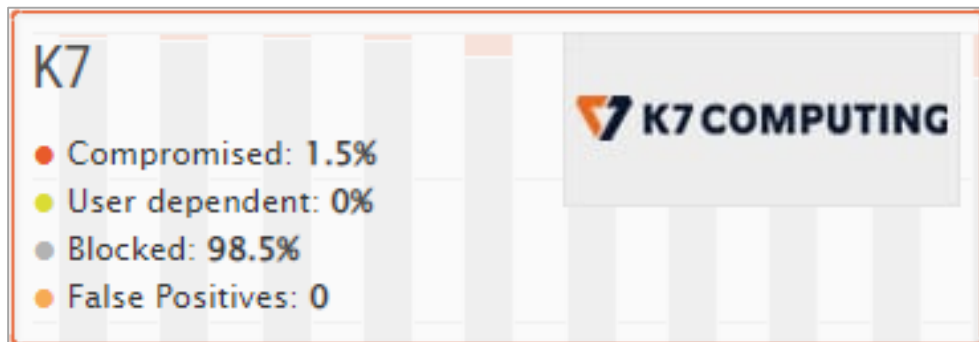 K7
K7 COMPUTING
Compromised: 1.5%
User dependent: 0%
Blocked: 98.5%
False Positives: 0